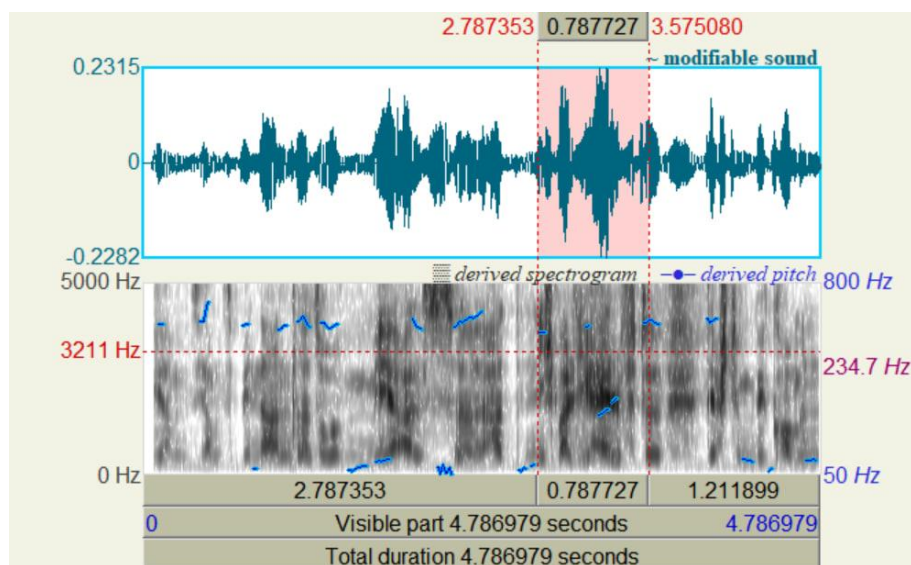 2.787353 0.787727 3.575080
~ modifiable sound
0.2315
0
-0.2282
derived spectrogram derived pitch
5000 Hz 800 Hz
3211 Hz
234.7 Hz
0 Hz 50 Hz
2.787353 0.787727 1.211899
0 Visible part 4.786979 seconds 4.786979
Total duration 4.786979 seconds